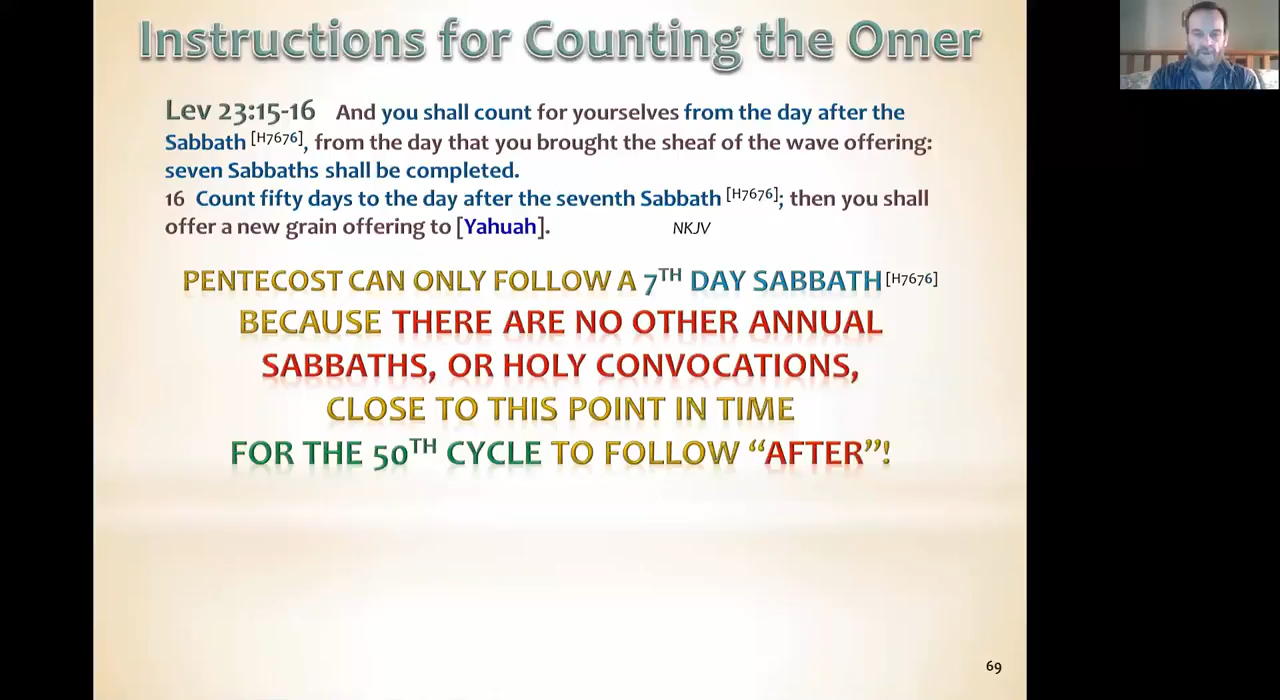 Instructions for Counting the Omer
Lev 23:15-16 And you shall count for yourselves from the day after the
Sabbath [H7676], from the day that you brought the sheaf of the wave offering:
seven Sabbaths shall be completed.
16 Count fifty days to the day after the seventh Sabbath [H7676]; then you shall
offer a new grain offering to [Yahuah]. NKJV
PENTECOST CAN ONLY FOLLOW A 7TH DAY SABBATH [H7676]
BECAUSE THERE ARE NO OTHER ANNUAL
SABBATHS, OR HOLY CONVOCATIONS,
CLOSE TO THIS POINT IN TIME
FOR THE 50TH CYCLE TO FOLLOW “AFTER”!
69